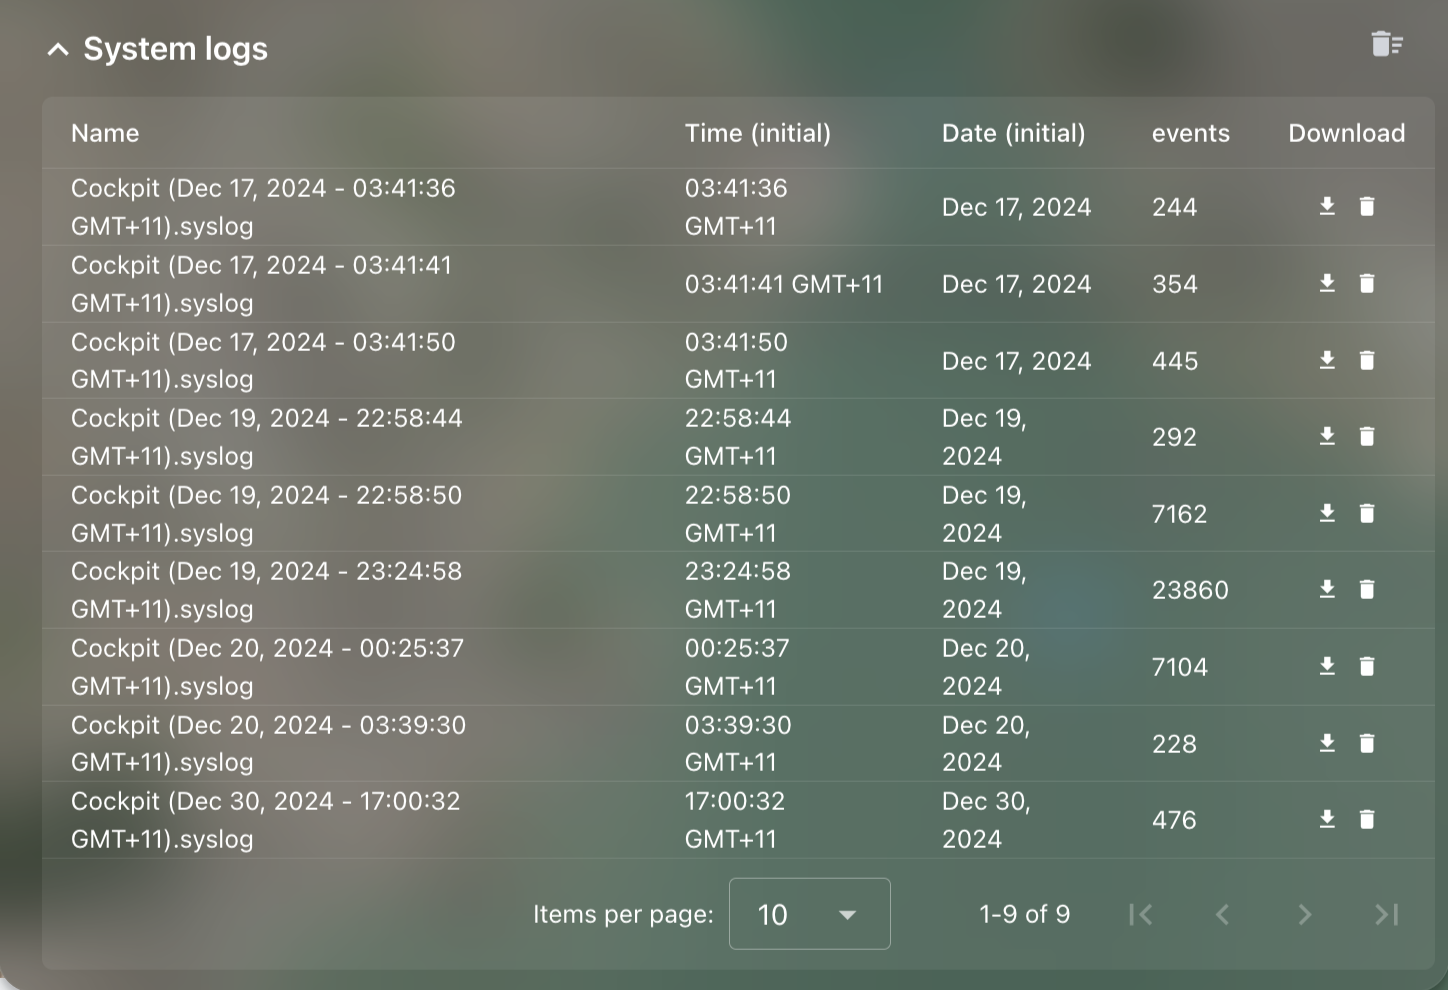 System logs
Name Time (initial) Date (initial) events Download
Cockpit (Dec 17, 2024 - 03:41:36
GMT+11).syslog
03:41:36
GMT+11
Dec 17, 2024
244
Cockpit (Dec 17, 2024 - 03:41:41
GMT+11).syslog
03:41:41 GMT+11
Dec 17, 2024
354
Cockpit (Dec 17, 2024 - 03:41:50
GMT+11).syslog
03:41:50
GMT+11
Dec 17, 2024
445
Cockpit (Dec 19, 2024 - 22:58:44
GMT+11).syslog
22:58:44
GMT+11
Dec 19,
2024
292
Cockpit (Dec 19, 2024 - 22:58:50
GMT+11).syslog
22:58:50
GMT+11
Dec 19,
2024
7162
Cockpit (Dec 19, 2024 - 23:24:58
GMT+11).syslog
23:24:58
GMT+11
Dec 19,
2024
23860
Cockpit (Dec 20, 2024 - 00:25:37
GMT+11).syslog
00:25:37
GMT+11
Dec 20,
2024
7104
Cockpit (Dec 20, 2024 - 03:39:30
GMT+11).syslog
03:39:30
GMT+11
Dec 20,
2024
228
Cockpit (Dec 30, 2024 - 17:00:32
GMT+11).syslog
17:00:32
GMT+11
Dec 30,
2024
476
Items per page: 10 1-9 of 9